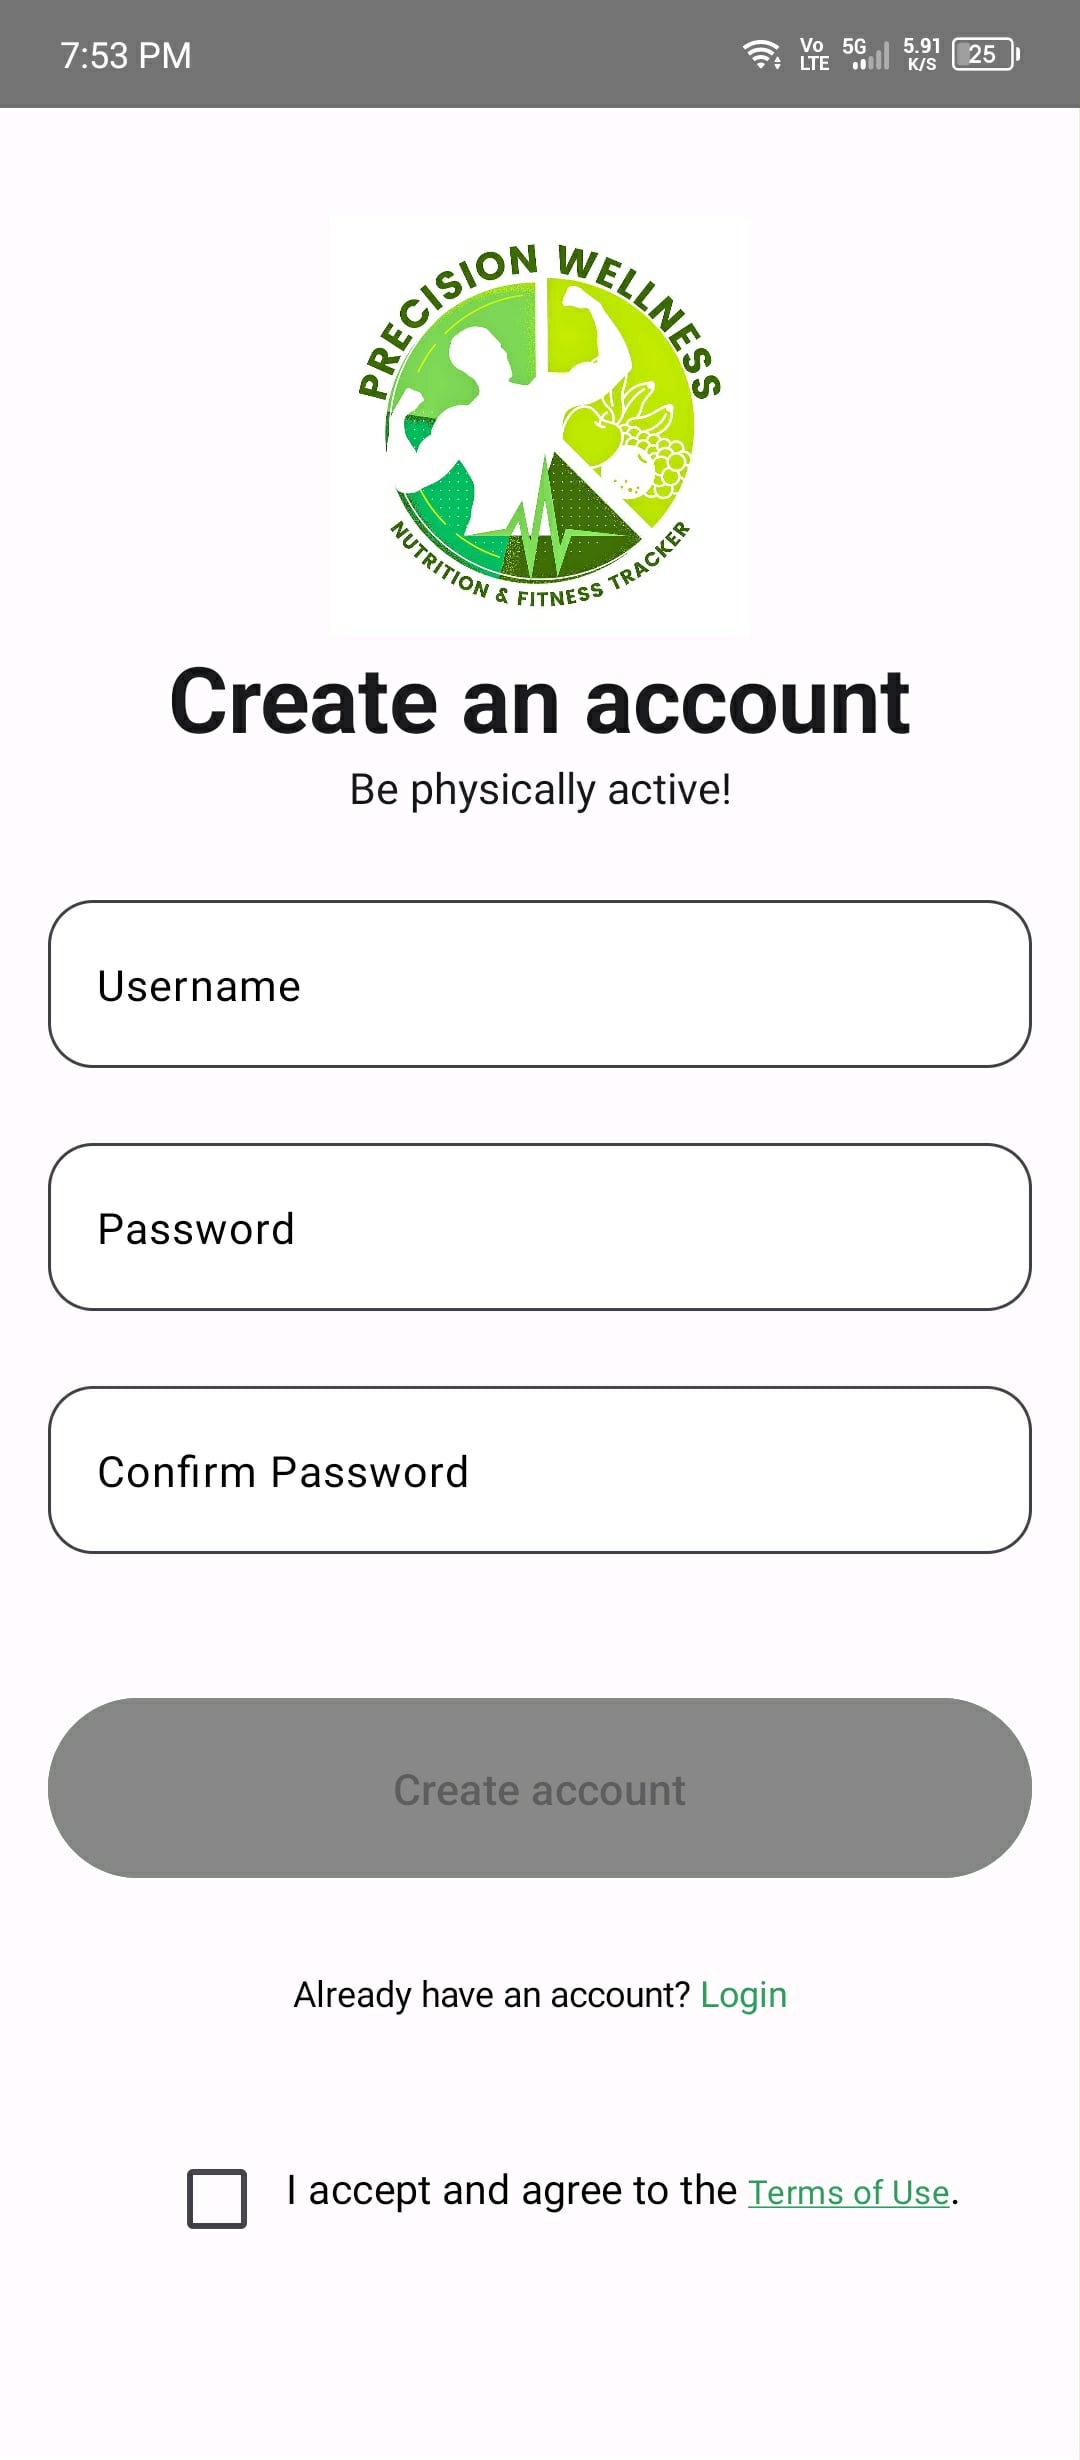 7:53 PM
Vo LTE 5G 5.91 K/S 25
PRECISION WELLNESS
NUTRITION & FITNESS TRACKER
Create an account
Be physically active!
Username
Password
Confirm Password
Create account
Already have an account? Login
I accept and agree to the Terms of Use.